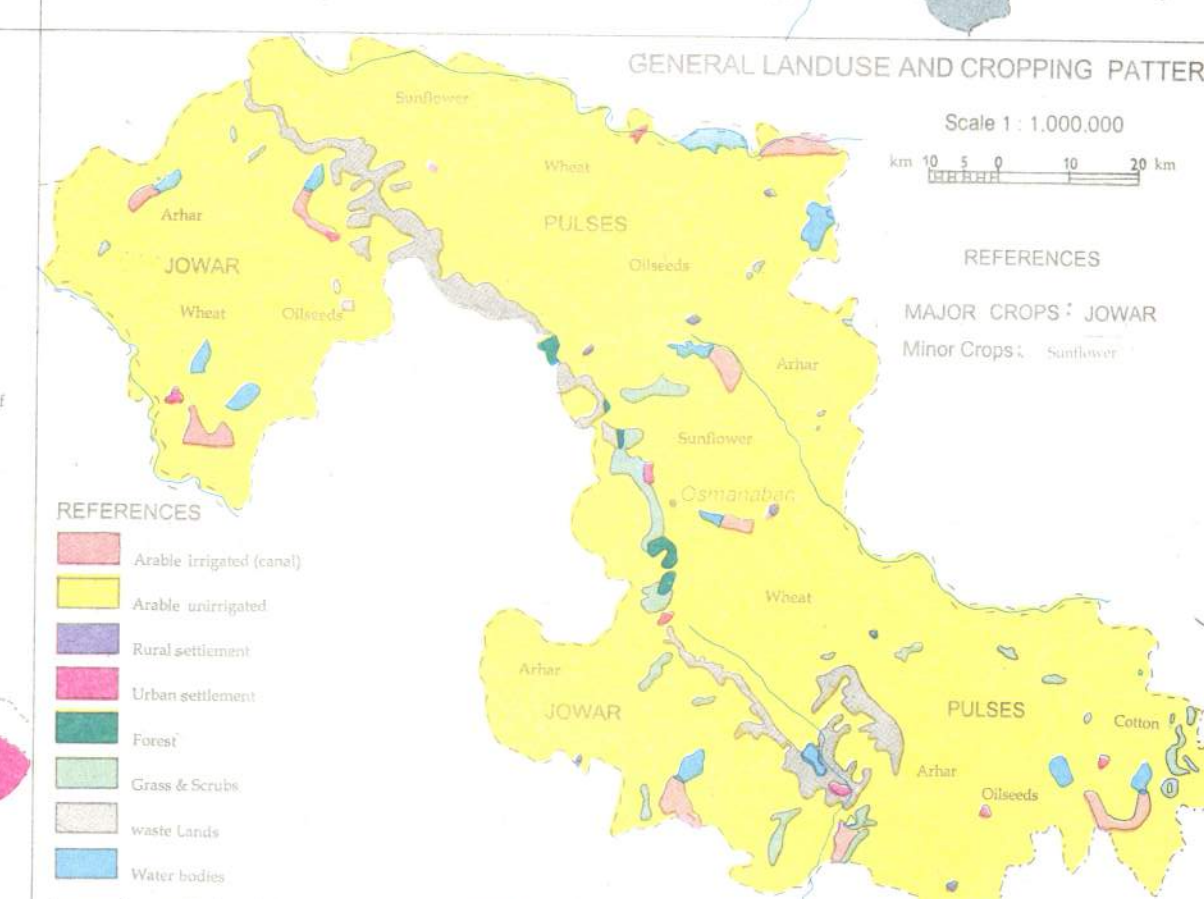 GENERAL LANDUSE AND CROPPING PATTER
Scale 1 : 1.000.000
km 10 5 0 10 20 km
REFERENCES
MAJOR CROPS : JOWAR
Minor Crops : Sunflower
Sunflower
Wheat
PULSES
Oilseeds
Arhar
JOWAR
Wheat
Oilseeds
Arhar
Sunflower
Osmanabad
Wheat
Arhar
JOWAR
PULSES
Cotton
Arhar
Oilseeds
f
REFERENCES
Arable irrigated (canal)
Arable unirrigated
Rural settlement
Urban settlement
Forest
Grass & Scrubs
waste Lands
Water bodies